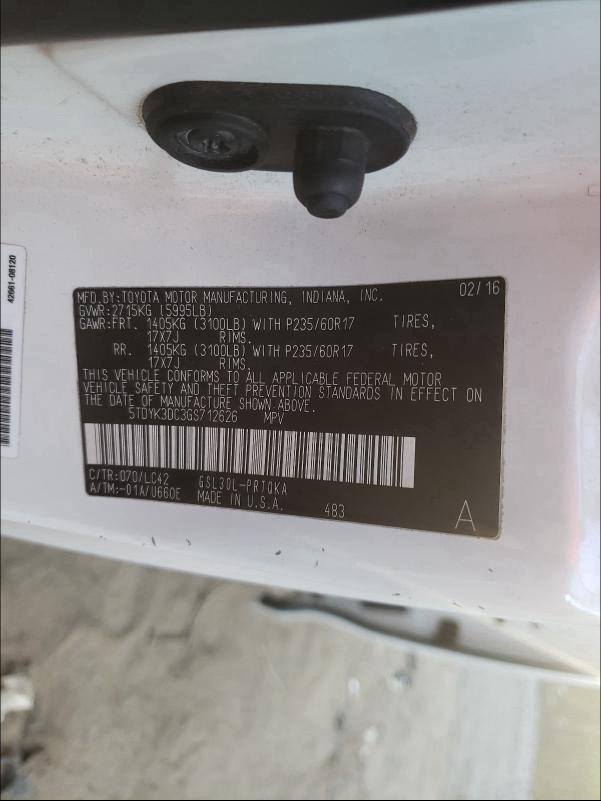 42661-08120
MFD.BY:TOYOTA MOTOR MANUFACTURING, INDIANA, INC. 02/16
GVWR:2715KG (5995LB)
GAWR:FRT. 1405KG (3100LB) WITH P235/60R17 TIRES,
17X7J RIMS.
RR. 1405KG (3100LB) WITH P235/60R17 TIRES,
17X7J RIMS.
THIS VEHICLE CONFORMS TO ALL APPLICABLE FEDERAL MOTOR
VEHICLE SAFETY AND THEFT PREVENTION STANDARDS IN EFFECT ON
THE DATE OF MANUFACTURE SHOWN ABOVE.
5TDYK3DC3GS712626 MPV
C/TR:070/LC42 GSL30L-PRTQKA
A/TM:-01A/U660E MADE IN U.S.A. 483
A